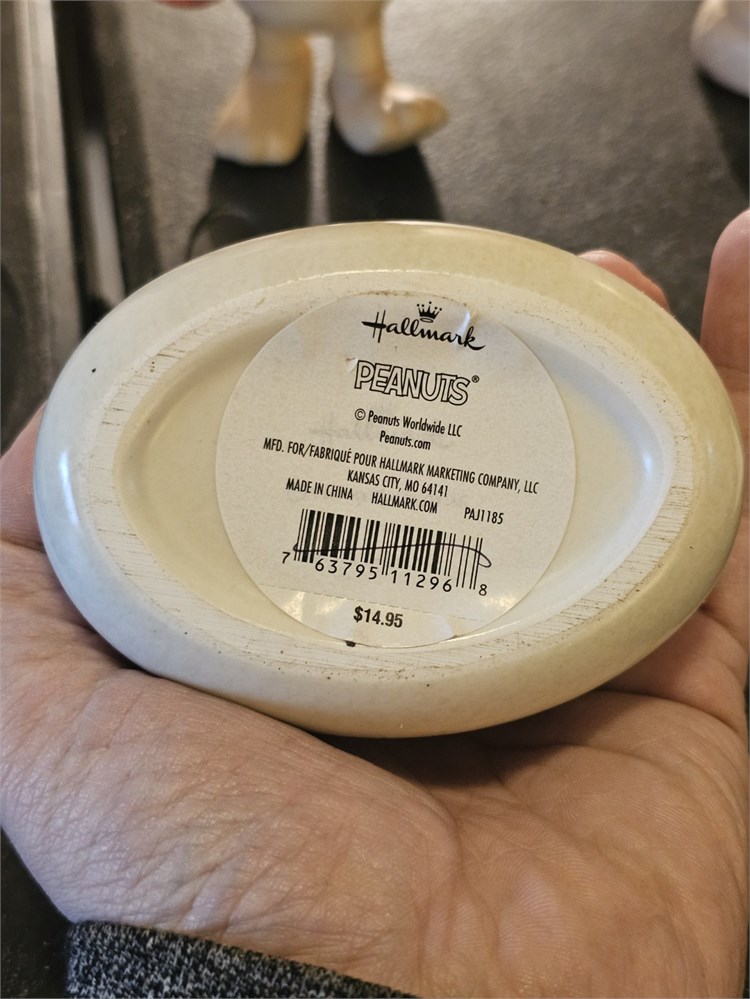 Hallmark
PEANUTS®
© Peanuts Worldwide LLC
Peanuts.com
MFD. FOR/FABRIQUÉ POUR HALLMARK MARKETING COMPANY, LLC
KANSAS CITY, MO 64141
MADE IN CHINA HALLMARK.COM PAJ1185
7 63795 11296 8
$14.95